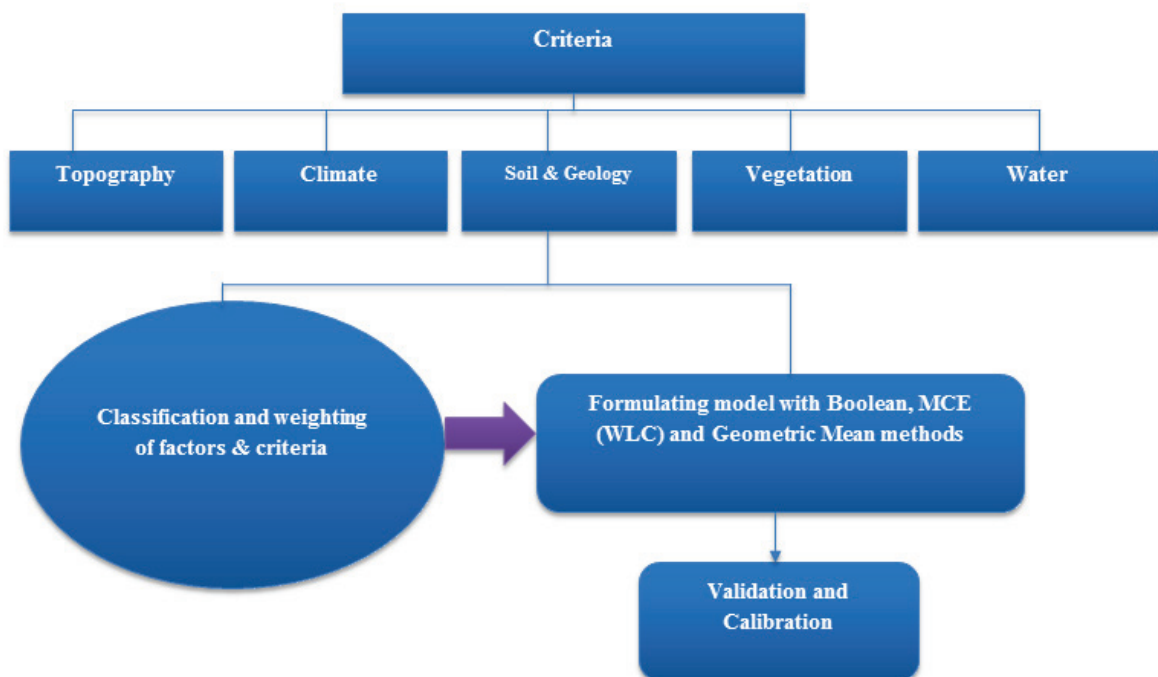 Criteria
Topography
Climate
Soil & Geology
Vegetation
Water
Classification and weighting
of factors & criteria
Formulating model with Boolean, MCE
(WLC) and Geometric Mean methods
Validation and
Calibration